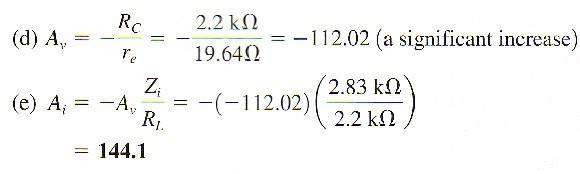 (d) A_v = − R_C / r_e = − 2.2 kΩ / 19.64Ω = −112.02 (a significant increase)
(e) A_i = −A_v Z_i / R_L = −(−112.02) (2.83 kΩ / 2.2 kΩ)
= 144.1